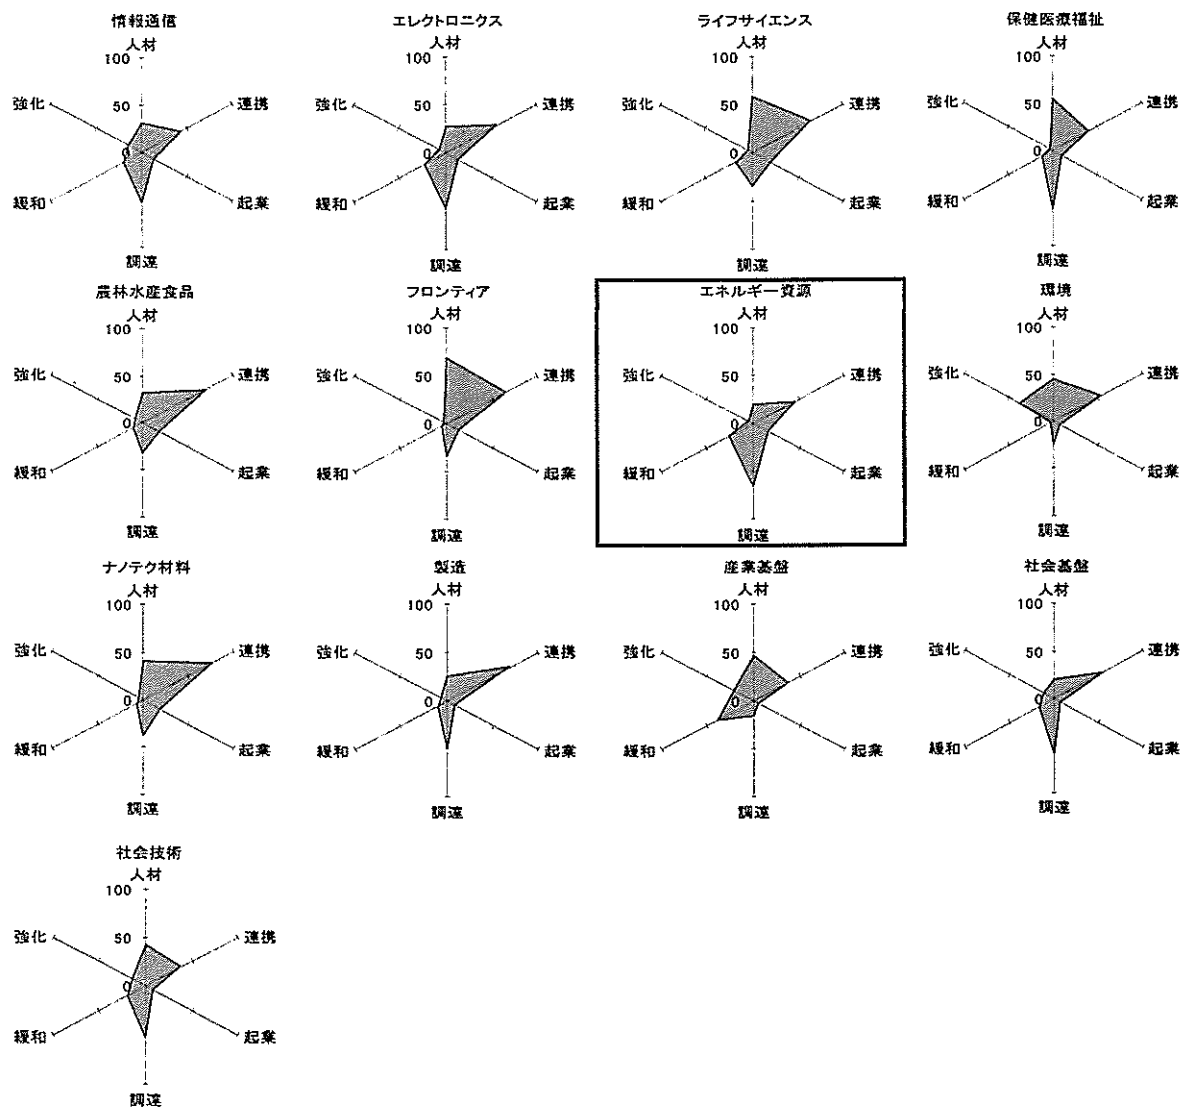 情報通信
人材
100
50
0
強化
連携
緩和
起業
調達
エレクトロニクス
人材
100
50
0
強化
連携
緩和
起業
調達
ライフサイエンス
人材
100
50
0
強化
連携
緩和
起業
調達
保健医療福祉
人材
100
50
0
強化
連携
緩和
起業
調達
農林水産食品
人材
100
50
0
強化
連携
緩和
起業
調達
フロンティア
人材
100
50
0
強化
連携
緩和
起業
調達
エネルギー資源
人材
100
50
0
強化
連携
緩和
起業
調達
環境
人材
100
50
0
強化
連携
緩和
起業
調達
ナノテク材料
人材
100
50
0
強化
連携
緩和
起業
調達
製造
人材
100
50
0
強化
連携
緩和
起業
調達
産業基盤
人材
100
50
0
強化
連携
緩和
起業
調達
社会基盤
人材
100
50
0
強化
連携
緩和
起業
調達
社会技術
人材
100
50
0
強化
連携
緩和
起業
調達